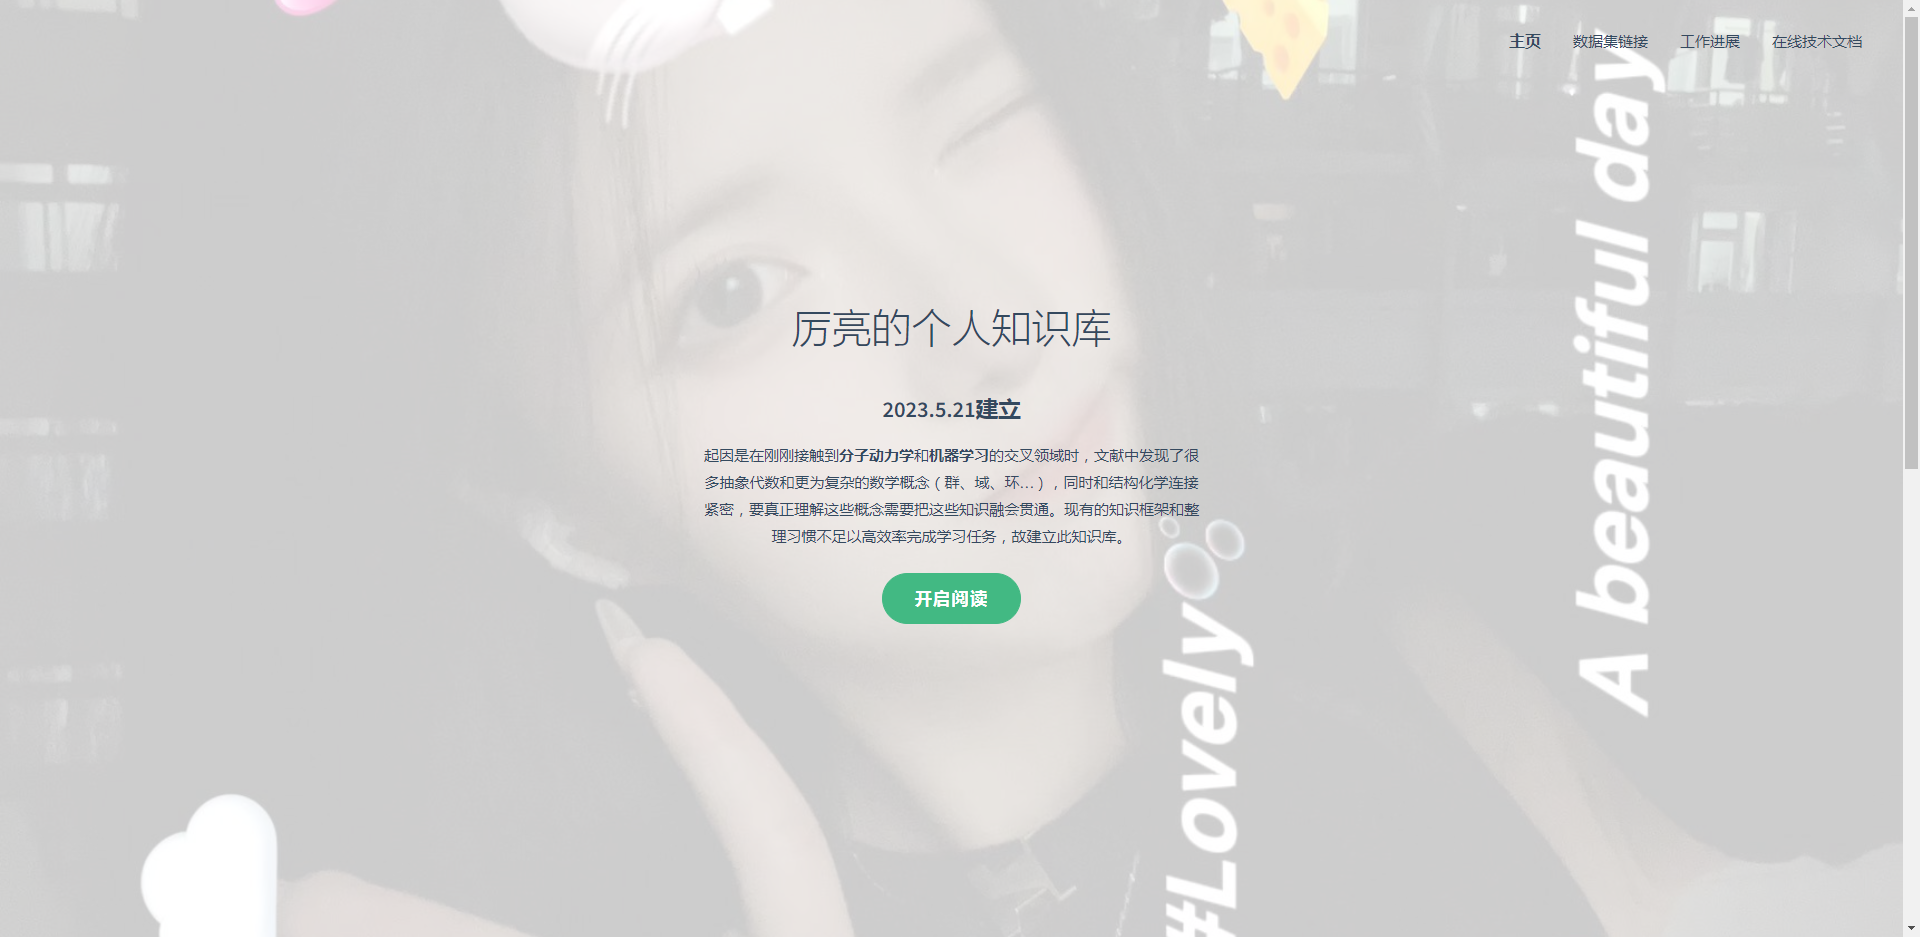 主页 数据集链接 工作进展 在线技术文档
厉亮的个人知识库
2023.5.21建立
起因是在刚刚接触到分子动力学和机器学习的交叉领域时，文献中发现了很
多抽象代数和更为复杂的数学概念（群、域、环…），同时和结构化学连接
紧密，要真正理解这些概念需要把这些知识融会贯通。现有的知识框架和整
理习惯不足以高效率完成学习任务，故建立此知识库。
开启阅读
#Lovely
A beautiful day